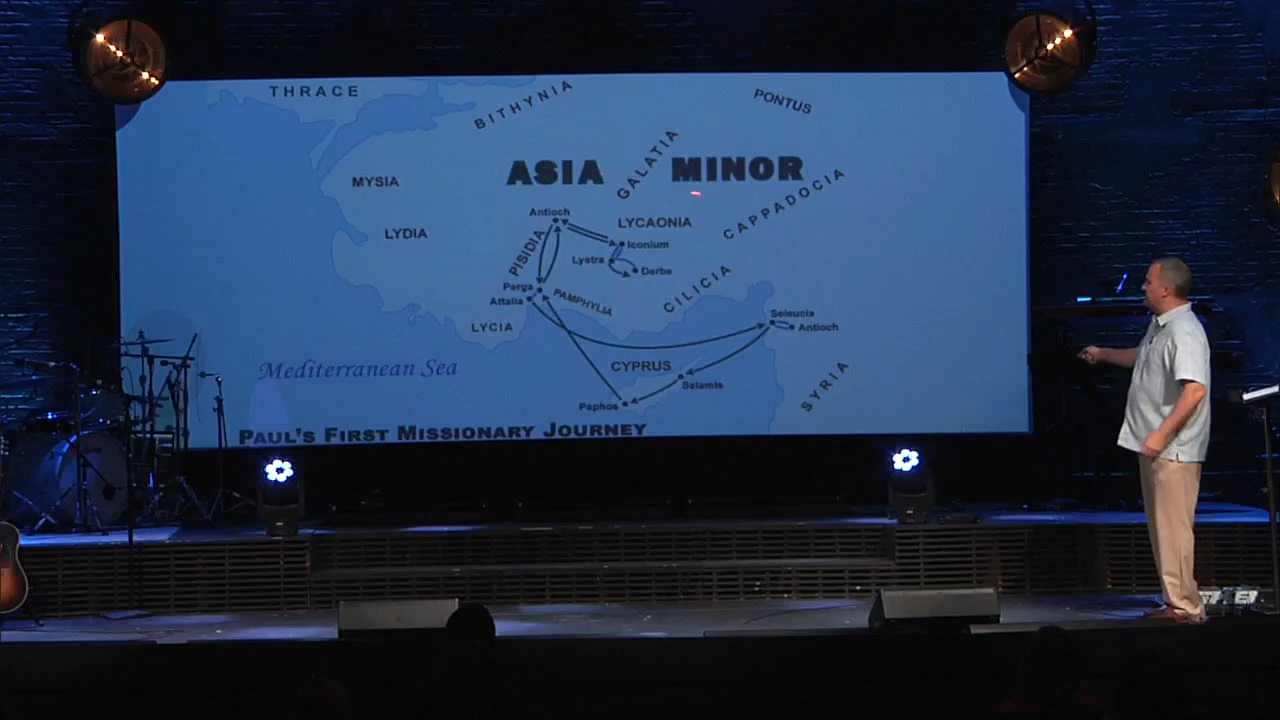 THRACE
BITHYNIA
PONTUS
GALATIA
ASIA MINOR
MYSIA
CAPPADOCIA
Antioch
LYCAONIA
LYDIA
PISIDIA
Iconium
Lystra
Derbe
Perga
PAMPHYLIA
CILICIA
Attalia
Seleucia
LYCIA
Antioch
Mediterranean Sea
CYPRUS
SYRIA
Salamis
Paphos
PAUL'S FIRST MISSIONARY JOURNEY